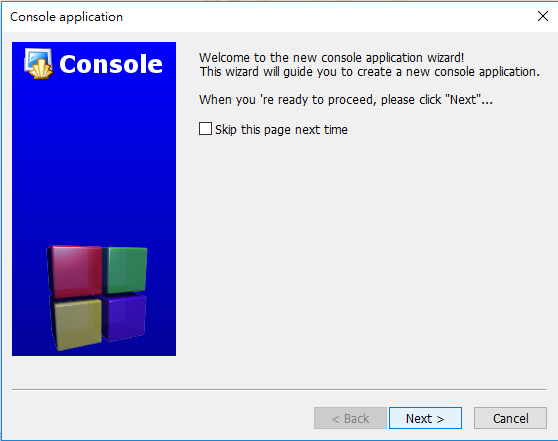 Console application
Console
Welcome to the new console application wizard!
This wizard will guide you to create a new console application.
When you 're ready to proceed, please click "Next"...
Skip this page next time
< Back
Next >
Cancel